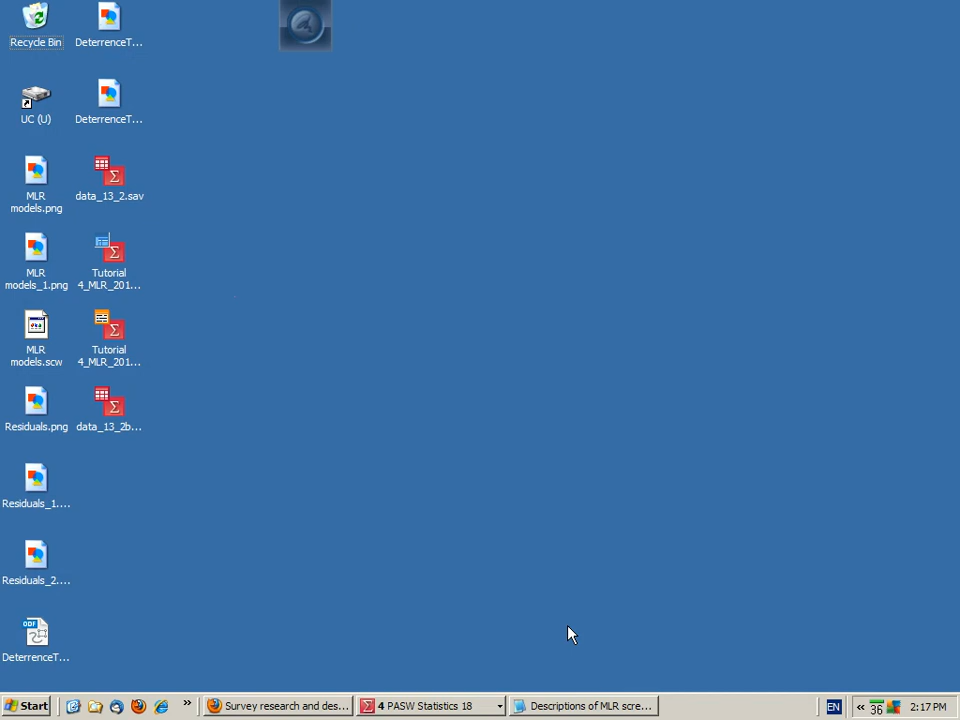 Recycle Bin
DeterrenceT...
UC (U)
DeterrenceT...
MLR
models.png
data_13_2.sav
MLR
models_1.png
Tutorial
4_MLR_201...
MLR
models.scw
Tutorial
4_MLR_201...
Residuals.png
data_13_2b...
Residuals_1....
Residuals_2....
ODF
DeterrenceT...
Start
»
Survey research and des...
4 PASW Statistics 18
Descriptions of MLR scre...
EN
«
36
2:17 PM